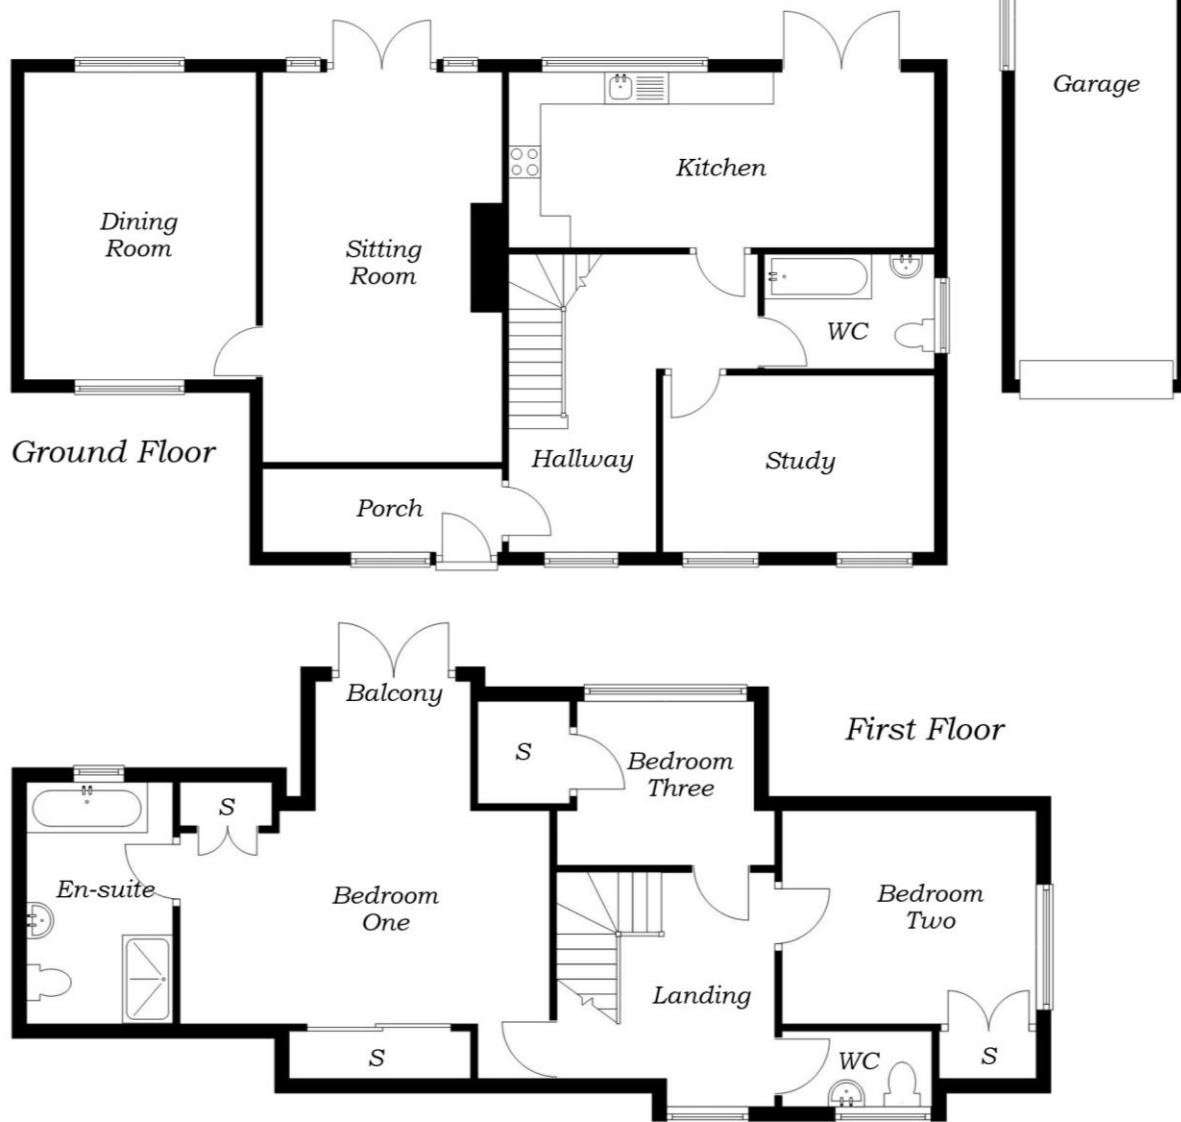 Garage
Kitchen
Dining
Room
Sitting
Room
WC
Ground Floor
Hallway
Study
Porch
Balcony
First Floor
S
Bedroom
Three
S
En-suite
Bedroom
One
Bedroom
Two
Landing
S
WC
S